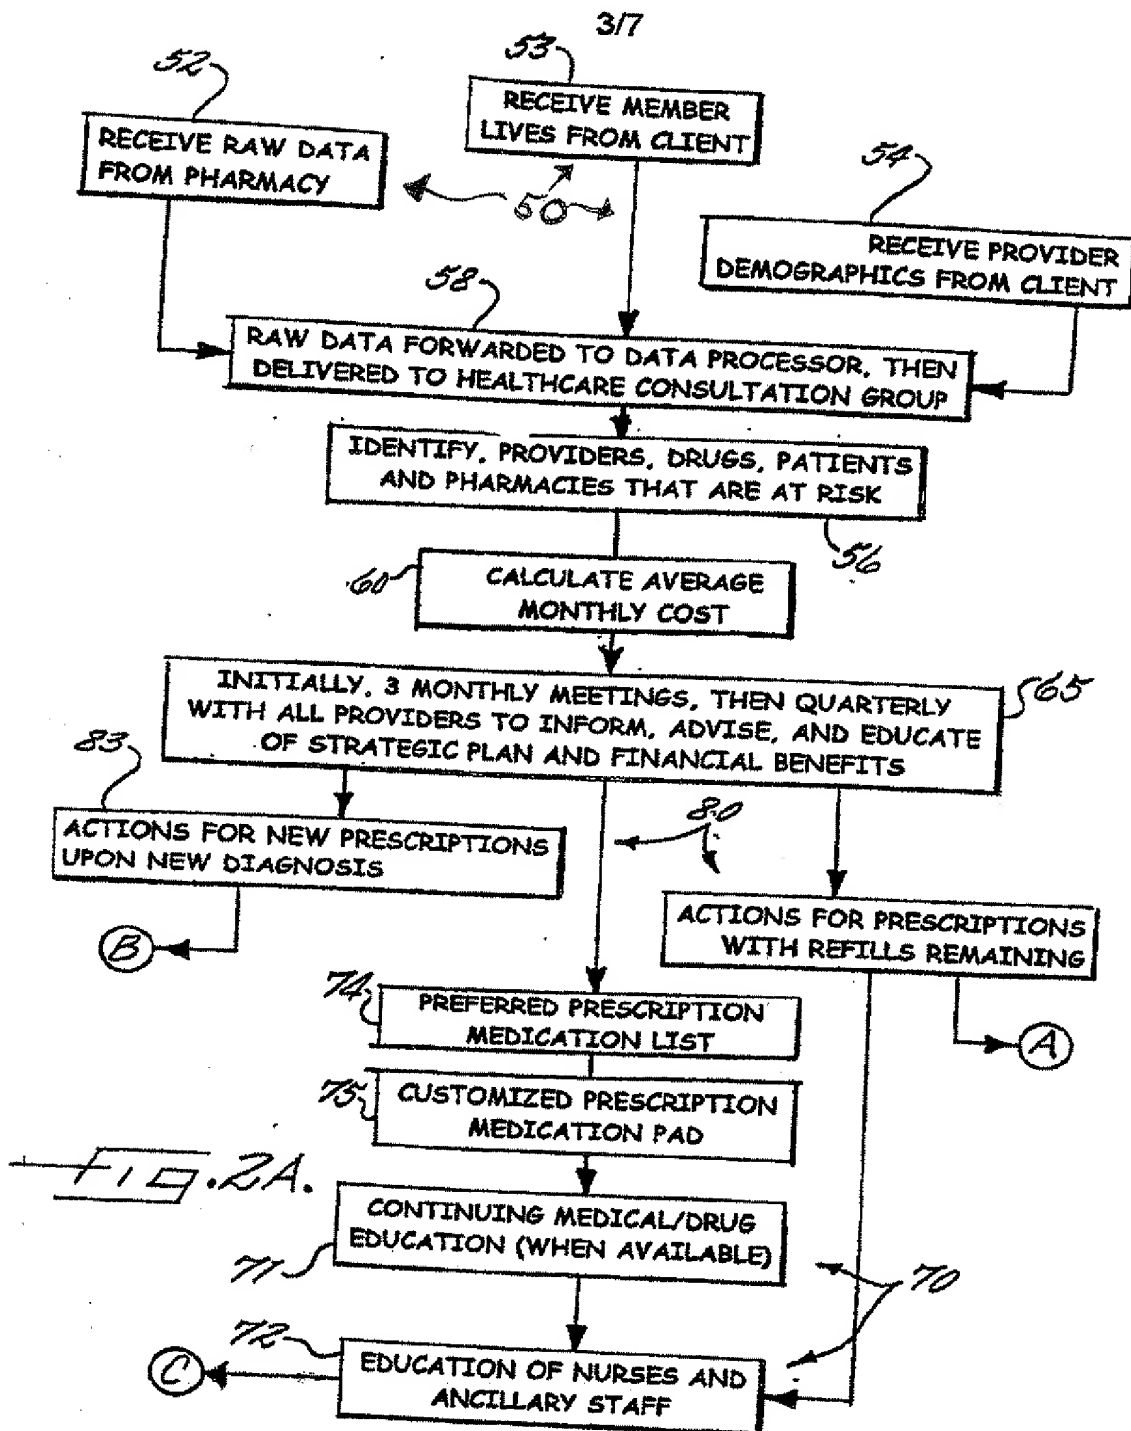 3/7
52
53
RECEIVE MEMBER
LIVES FROM CLIENT
RECEIVE RAW DATA
FROM PHARMACY
54
50
RECEIVE PROVIDER
DEMOGRAPHICS FROM CLIENT
58
RAW DATA FORWARDED TO DATA PROCESSOR, THEN
DELIVERED TO HEALTHCARE CONSULTATION GROUP
IDENTIFY, PROVIDERS, DRUGS, PATIENTS
AND PHARMACIES THAT ARE AT RISK
56
60
CALCULATE AVERAGE
MONTHLY COST
INITIALLY, 3 MONTHLY MEETINGS, THEN QUARTERLY
WITH ALL PROVIDERS TO INFORM, ADVISE, AND EDUCATE
OF STRATEGIC PLAN AND FINANCIAL BENEFITS
65
83
80
ACTIONS FOR NEW PRESCRIPTIONS
UPON NEW DIAGNOSIS
ACTIONS FOR PRESCRIPTIONS
WITH REFILLS REMAINING
B
74
PREFERRED PRESCRIPTION
MEDICATION LIST
A
75
CUSTOMIZED PRESCRIPTION
MEDICATION PAD
Fig. 2A.
CONTINUING MEDICAL/DRUG
EDUCATION (WHEN AVAILABLE)
71
70
72
C
EDUCATION OF NURSES AND
ANCILLARY STAFF